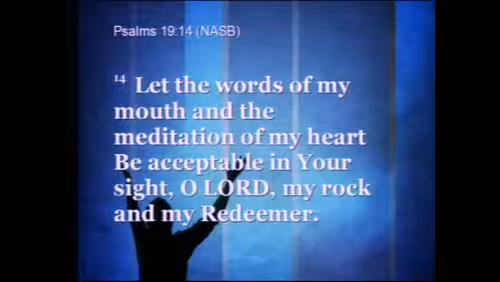 Psalms 19:14 (NASB)
14 Let the words of my
mouth and the
meditation of my heart
Be acceptable in Your
sight, O LORD, my rock
and my Redeemer.